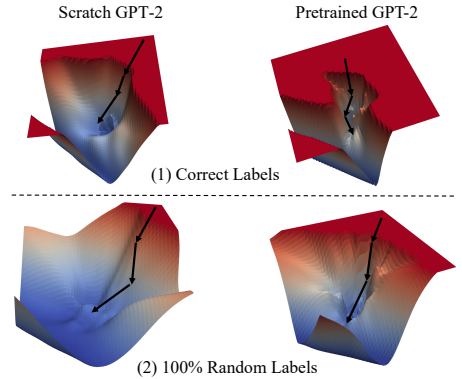 Scratch GPT-2
Pretrained GPT-2
(1) Correct Labels
(2) 100% Random Labels